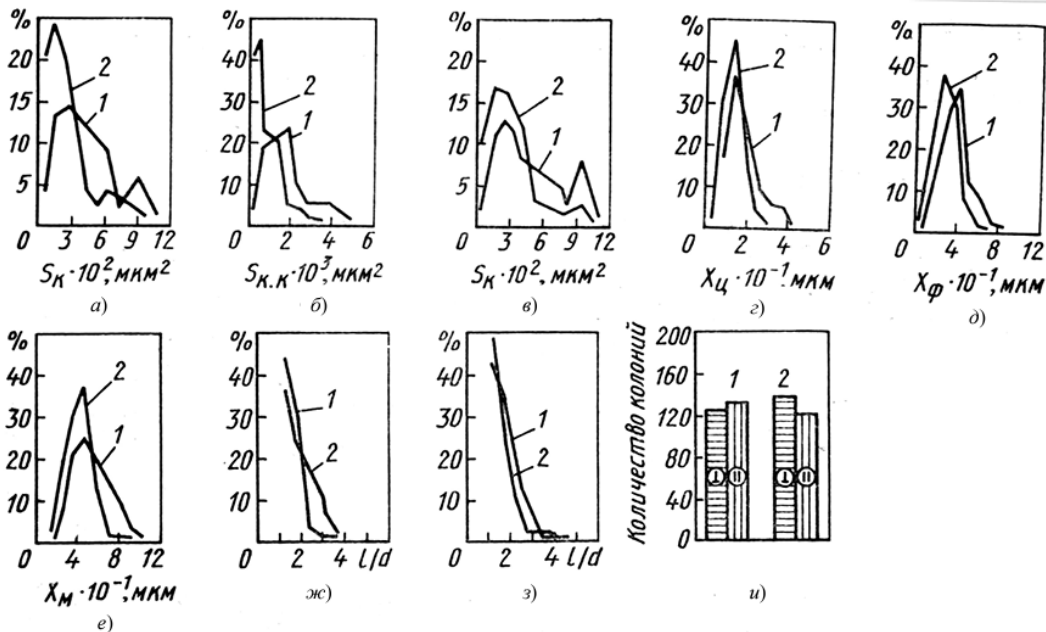 %
20
15
10
5
0
3 6 9 12
2
1
S_к·10², мкм²
а)
%
40
30
20
10
0
2 4 6
2
1
S_к.к·10³, мкм²
б)
%
20
15
10
5
0
3 6 9 12
2
1
S_к·10², мкм²
в)
%
40
30
20
10
0
2 4 6
2
1
X_ц·10⁻¹ мкм
г)
%
40
30
20
10
0
4 8 12
2
1
X_ф·10⁻¹, мкм
д)
%
40
30
20
10
0
4 8 12
2
1
X_м·10⁻¹, мкм
е)
%
40
30
20
10
0
2 4 l/d
1
2
ж)
%
40
30
20
10
0
2 4 l/d
1
2
з)
Количество колоний
200
160
120
80
40
0
1 2
⊥ II ⊥ II
и)